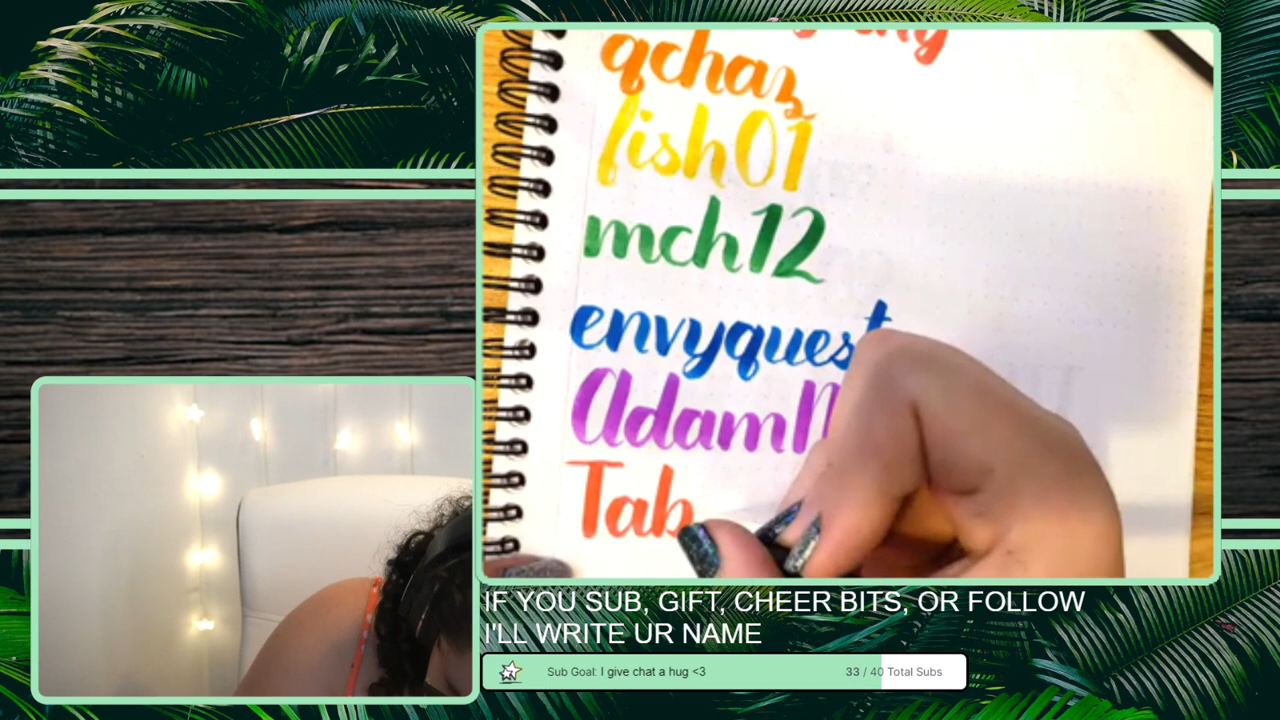 qchaz
fish01
mch12
envyquest
Adam
Tab
IF YOU SUB, GIFT, CHEER BITS, OR FOLLOW
I'LL WRITE UR NAME
Sub Goal: I give chat a hug <3 33 / 40 Total Subs